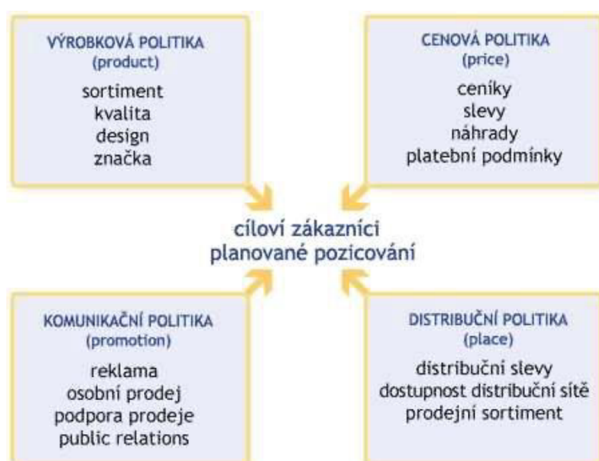 VÝROBKOVÁ POLITIKA
(product)
sortiment
kvalita
design
značka
CENOVÁ POLITIKA
(price)
ceníky
slevy
náhrady
platební podmínky
cíloví zákazníci
planované pozicování
KOMUNIKAČNÍ POLITIKA
(promotion)
reklama
osobní prodej
podpora prodeje
public relations
DISTRIBUČNÍ POLITIKA
(place)
distribuční slevy
dostupnost distribuční sítě
prodejní sortiment